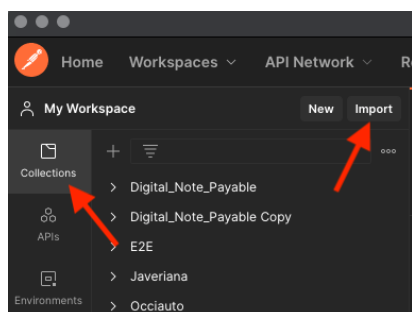 Home Workspaces API Network
My Workspace New Import
Collections
Digital_Note_Payable
Digital_Note_Payable Copy
APIs
E2E
Javeriana
Environments
Occiauto